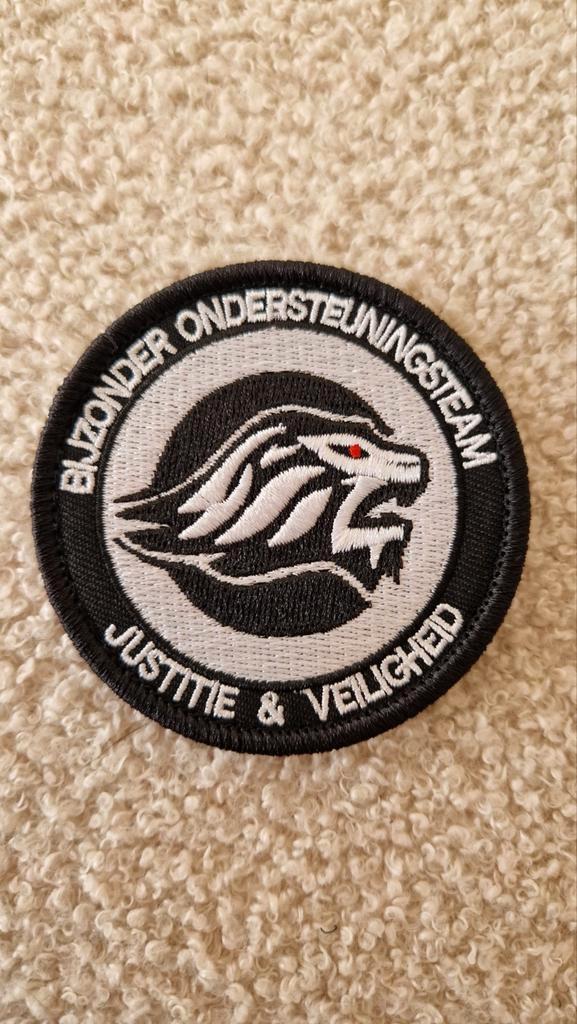 BIJZONDER ONDERSTEUNINGSTEAM
JUSTITIE & VEILIGHEID